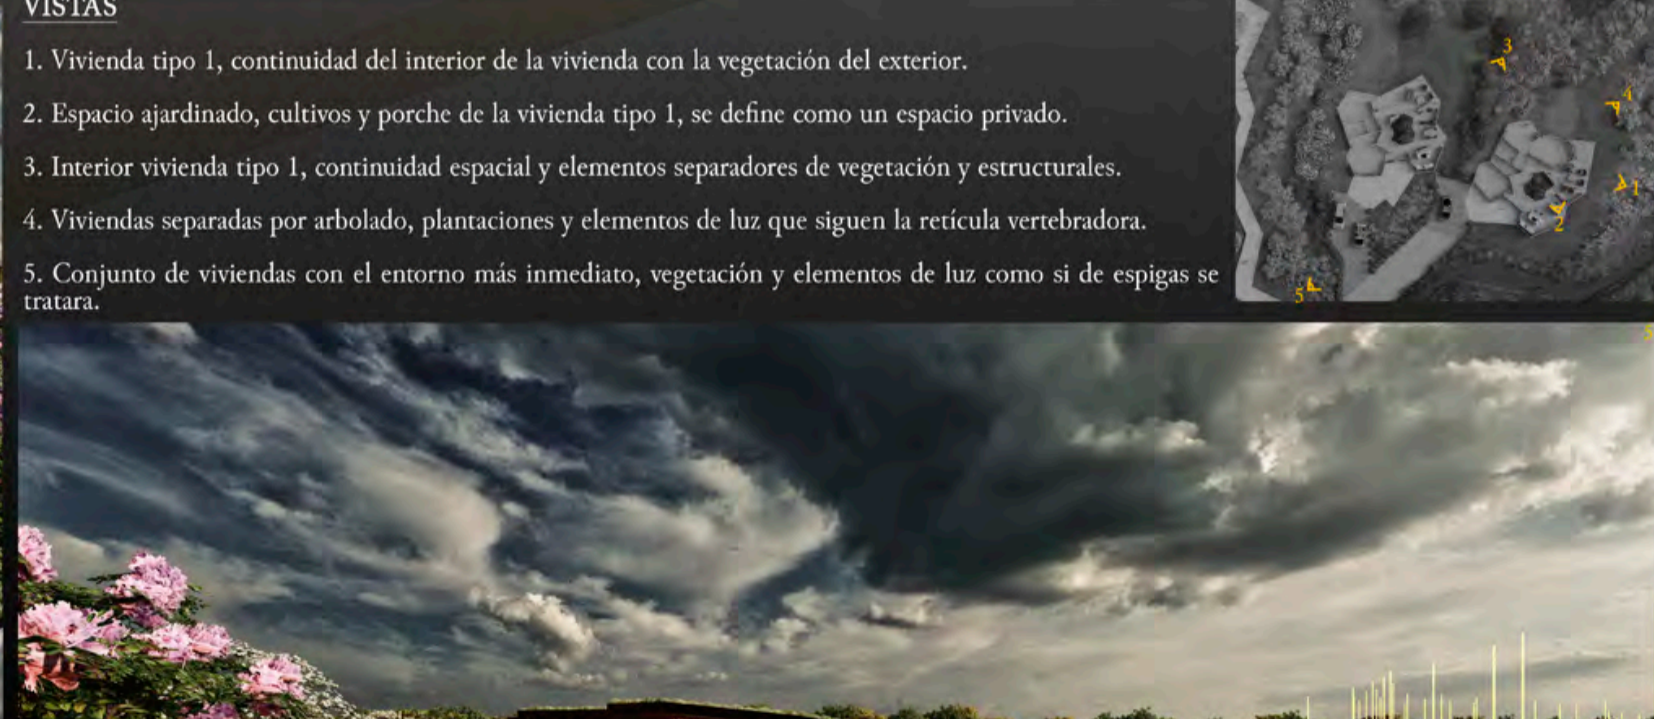 VISTAS
1. Vivienda tipo 1, continuidad del interior de la vivienda con la vegetación del exterior.
2. Espacio ajardinado, cultivos y porche de la vivienda tipo 1, se define como un espacio privado.
3. Interior vivienda tipo 1, continuidad espacial y elementos separadores de vegetación y estructurales.
4. Viviendas separadas por arbolado, plantaciones y elementos de luz que siguen la retícula vertebradora.
5. Conjunto de viviendas con el entorno más inmediato, vegetación y elementos de luz como si de espigas se
tratara.
3
4
1
2
5
5